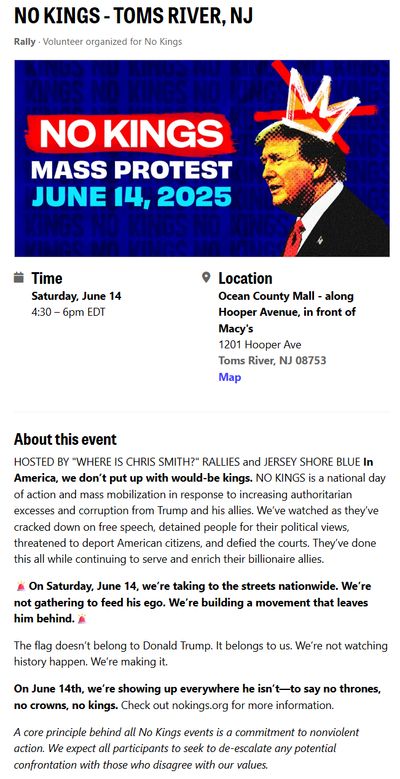 NO KINGS - TOMS RIVER, NJ
Rally · Volunteer organized for No Kings
NO KINGS
MASS PROTEST
JUNE 14, 2025
Time
Saturday, June 14
4:30 – 6pm EDT
Location
Ocean County Mall - along
Hooper Avenue, in front of
Macy's
1201 Hooper Ave
Toms River, NJ 08753
Map
About this event
HOSTED BY "WHERE IS CHRIS SMITH?" RALLIES and JERSEY SHORE BLUE In
America, we don't put up with would-be kings. NO KINGS is a national day
of action and mass mobilization in response to increasing authoritarian
excesses and corruption from Trump and his allies. We've watched as they've
cracked down on free speech, detained people for their political views,
threatened to deport American citizens, and defied the courts. They've done
this all while continuing to serve and enrich their billionaire allies.
🚨 On Saturday, June 14, we're taking to the streets nationwide. We're
not gathering to feed his ego. We're building a movement that leaves
him behind. 🚨
The flag doesn't belong to Donald Trump. It belongs to us. We're not watching
history happen. We're making it.
On June 14th, we're showing up everywhere he isn't—to say no thrones,
no crowns, no kings. Check out nokings.org for more information.
A core principle behind all No Kings events is a commitment to nonviolent
action. We expect all participants to seek to de-escalate any potential
confrontation with those who disagree with our values.